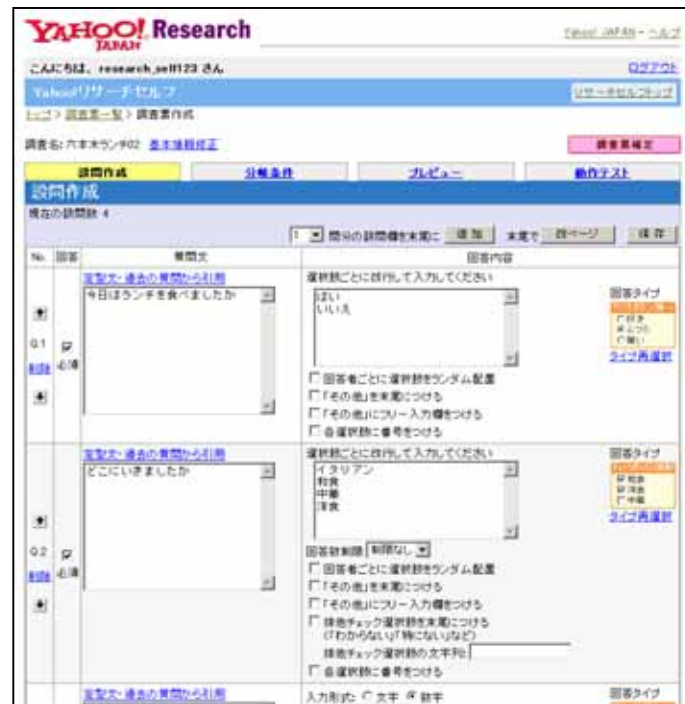 YAHOO! Research
JAPAN
Yahoo! JAPAN - ヘルプ
こんにちは、research_self123 さん
ログアウト
Yahoo!リサーチ セルフ
リサーチセルフトップ
トップ > 調査票一覧 > 調査票作成
調査名: 六本木ランチ02 基本情報修正
調査票確定
設問作成
分岐条件
プレビュー
動作テスト
設問作成
現在の設問数 4
1 問分の設問欄を末尾に 追加 末尾で 改ページ 保存
No. 回答 質問文 回答内容
定型文・過去の質問から引用
今日はランチを食べましたか
選択肢ごとに改行して入力してください
はい
いいえ
回答タイプ
Q.1
必須
削除
タイプ再選択
回答者ごとに選択肢をランダム配置
「その他」を末尾につける
「その他」にフリー入力欄をつける
各選択肢に番号をつける
定型文・過去の質問から引用
どこにいきましたか
選択肢ごとに改行して入力してください
イタリアン
和食
中華
洋食
回答タイプ
和食
洋食
中華
タイプ再選択
Q.2
必須
削除
回答数制限 制限なし
回答者ごとに選択肢をランダム配置
「その他」を末尾につける
「その他」にフリー入力欄をつける
排他チェック選択肢を末尾につける
(「わからない」「特にない」など)
排他チェック選択肢の文字列:
各選択肢に番号をつける
定型文・過去の質問から引用
入力形式: 文字 数字
回答タイプ